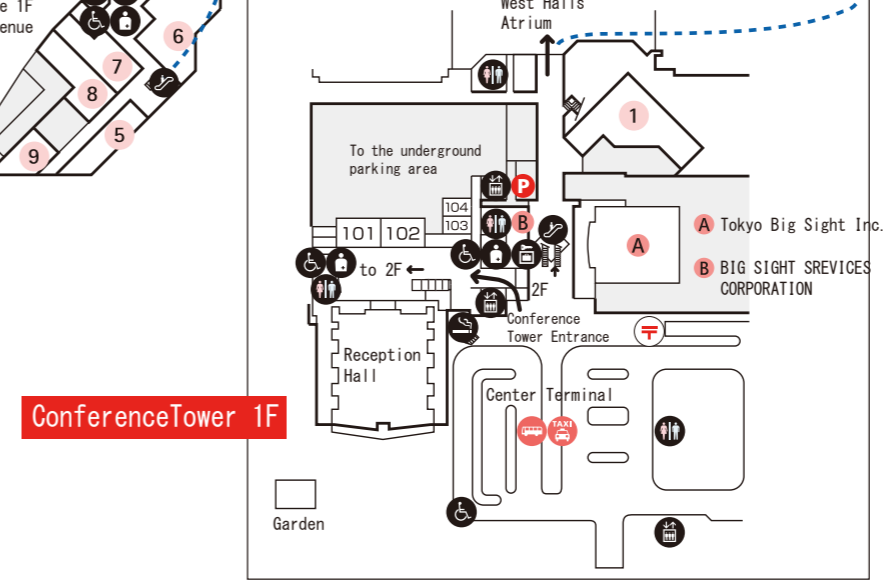 e 1F
enue
6
7
8
5
9
West Halls
Atrium
1
To the underground
parking area
P
104
103
B
101
102
A
A Tokyo Big Sight Inc.
B BIG SIGHT SREVICES
CORPORATION
to 2F
2F
Conference
Tower Entrance
〒
Reception
Hall
Center Terminal
TAXI
ConferenceTower 1F
Garden